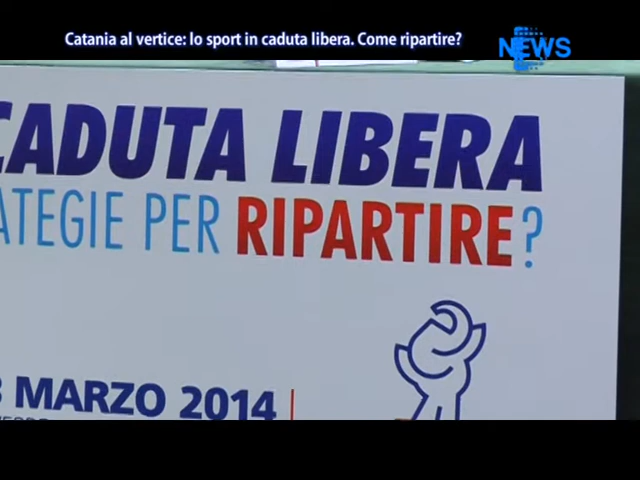 Catania al vertice: lo sport in caduta libera. Come ripartire?
NEWS
CADUTA LIBERA
ATEGIE PER RIPARTIRE?
MARZO 2014